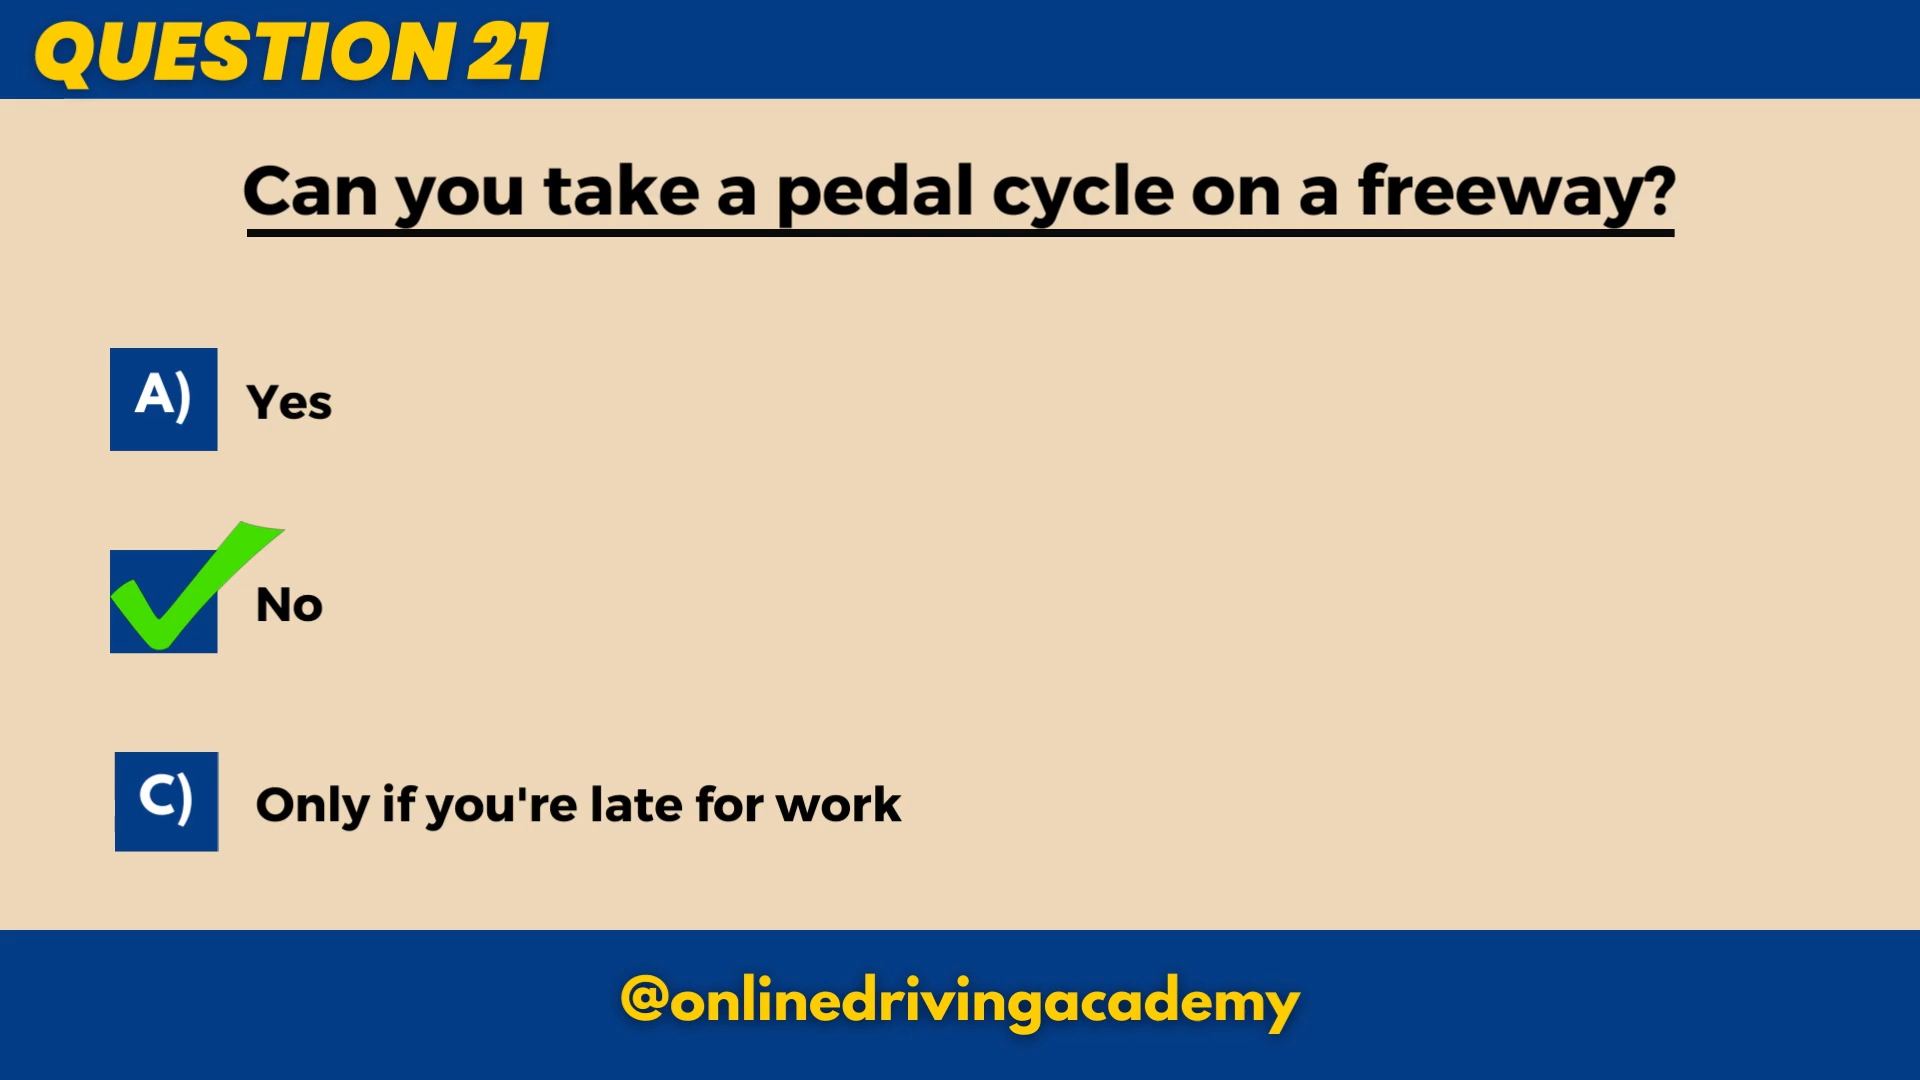 QUESTION 21
Can you take a pedal cycle on a freeway?
A) Yes
No
C) Only if you're late for work
@onlinedrivingacademy